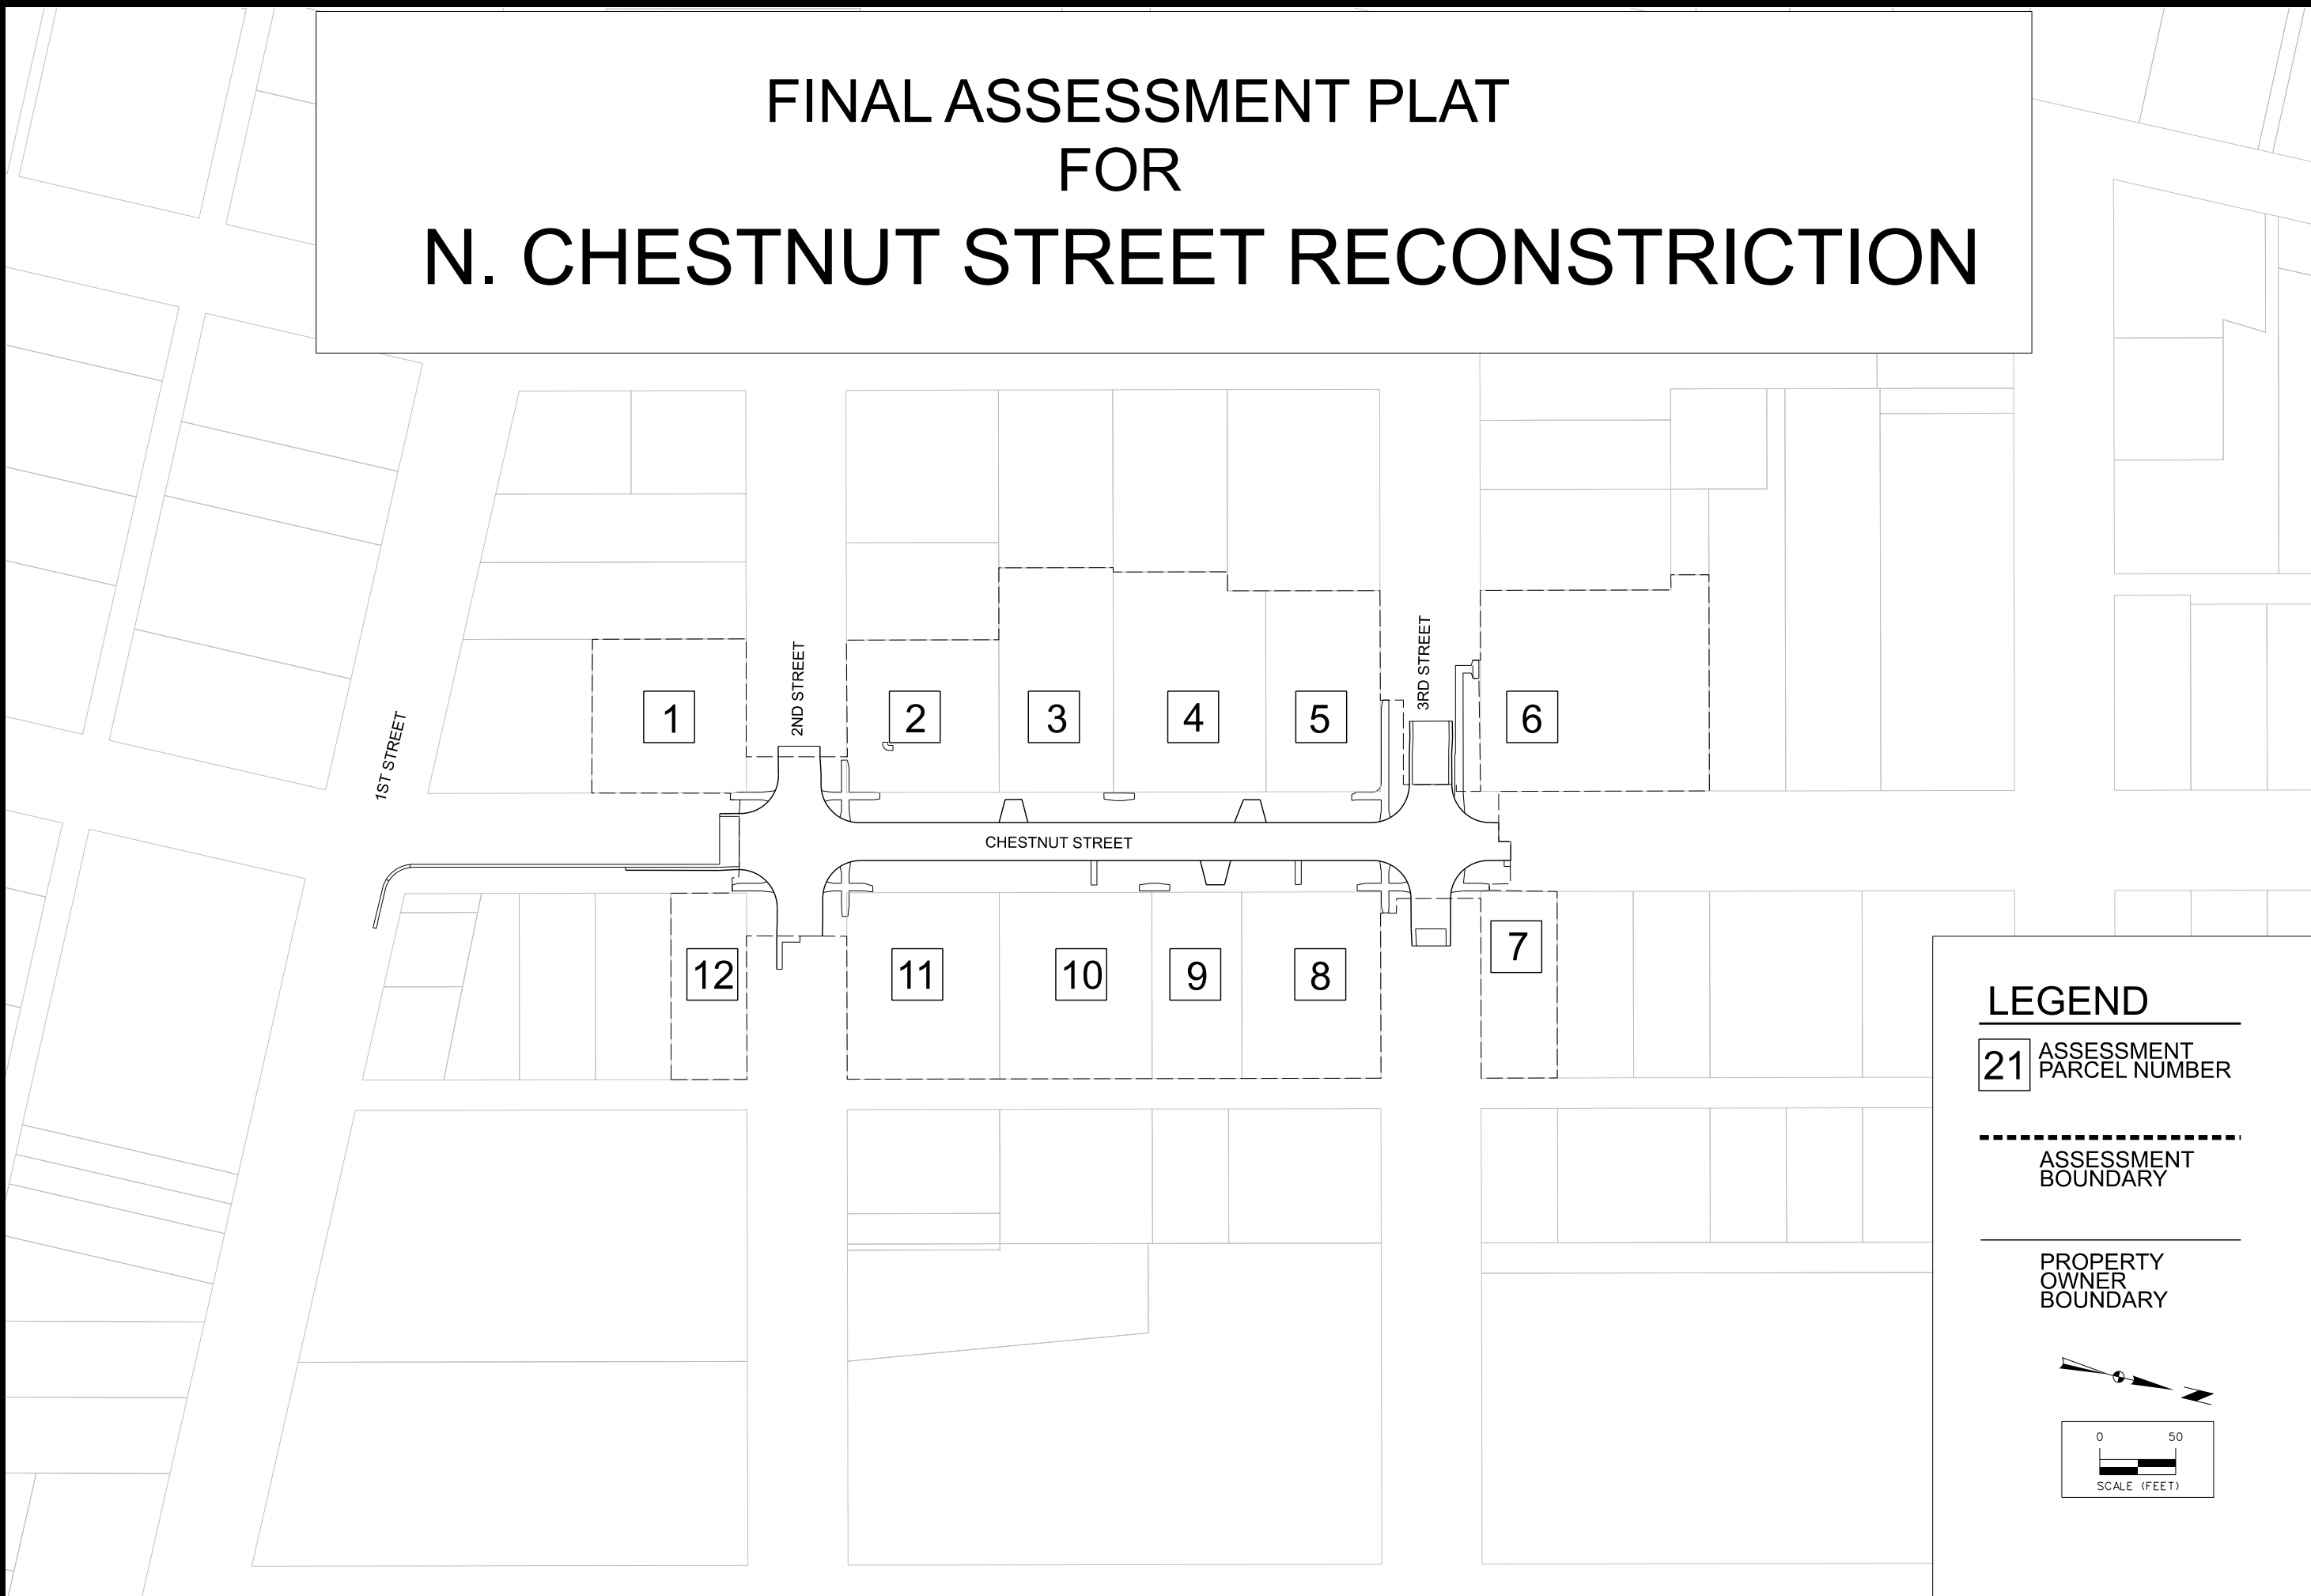 FINAL ASSESSMENT PLAT
FOR
N. CHESTNUT STREET RECONSTRICTION
1ST STREET
2ND STREET
3RD STREET
1
2
3
4
5
6
CHESTNUT STREET
12
11
10
9
8
7
LEGEND
21
ASSESSMENT
PARCEL NUMBER
ASSESSMENT
BOUNDARY
PROPERTY
OWNER
BOUNDARY
N
0 50
SCALE (FEET)